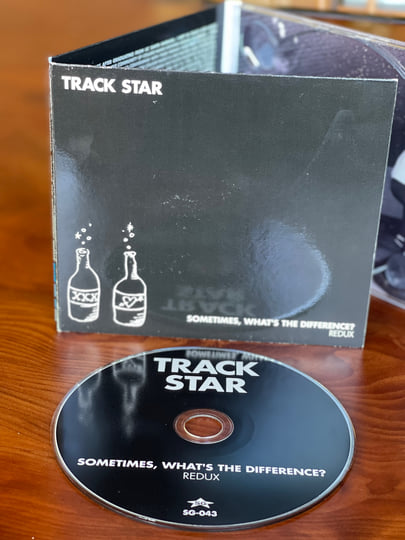 TRACK STAR
XXX
SOMETIMES, WHAT'S THE DIFFERENCE?
REDUX
TRACK
STAR
SOMETIMES, WHAT'S THE DIFFERENCE?
REDUX
SG-043